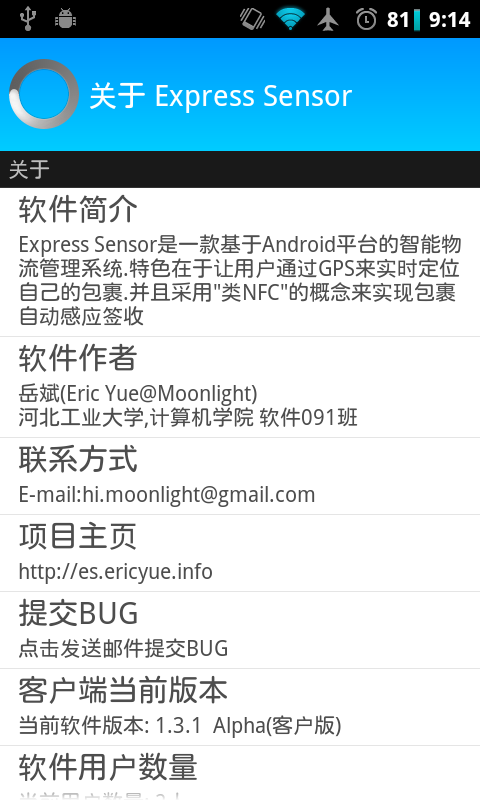 81 9:14
关于 Express Sensor
关于
软件简介
Express Sensor是一款基于Android平台的智能物
流管理系统.特色在于让用户通过GPS来实时定位
自己的包裹.并且采用"类NFC"的概念来实现包裹
自动感应签收
软件作者
岳斌(Eric Yue@Moonlight)
河北工业大学,计算机学院 软件091班
联系方式
E-mail:hi.moonlight@gmail.com
项目主页
http://es.ericyue.info
提交BUG
点击发送邮件提交BUG
客户端当前版本
当前软件版本: 1.3.1  Alpha(客户版)
软件用户数量
当前用户数量: